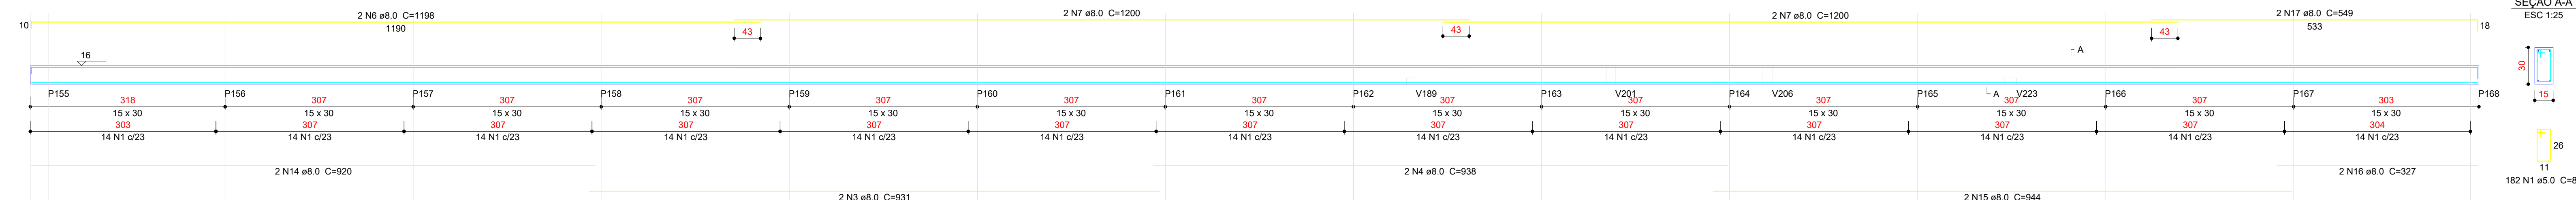 2 N6 ø8.0 C=1198
2 N7 ø8.0 C=1200
2 N7 ø8.0 C=1200
2 N17 ø8.0 C=549
SEÇÃO A-A
ESC 1:25
10
1190
43
43
43
533
18
16
A
30
15
P155
P156
P157
P158
P159
P160
P161
P162
V189
P163
V201
P164
V206
P165
A
V223
P166
P167
P168
318
307
307
307
307
307
307
307
307
307
307
307
303
15 x 30
15 x 30
15 x 30
15 x 30
15 x 30
15 x 30
15 x 30
15 x 30
15 x 30
15 x 30
15 x 30
15 x 30
15 x 30
303
307
307
307
307
307
307
307
307
307
307
307
304
14 N1 c/23
14 N1 c/23
14 N1 c/23
14 N1 c/23
14 N1 c/23
14 N1 c/23
14 N1 c/23
14 N1 c/23
14 N1 c/23
14 N1 c/23
14 N1 c/23
14 N1 c/23
14 N1 c/23
26
11
182 N1 ø5.0 C=8
2 N14 ø8.0 C=920
2 N4 ø8.0 C=938
2 N16 ø8.0 C=327
2 N3 ø8.0 C=931
2 N15 ø8.0 C=944